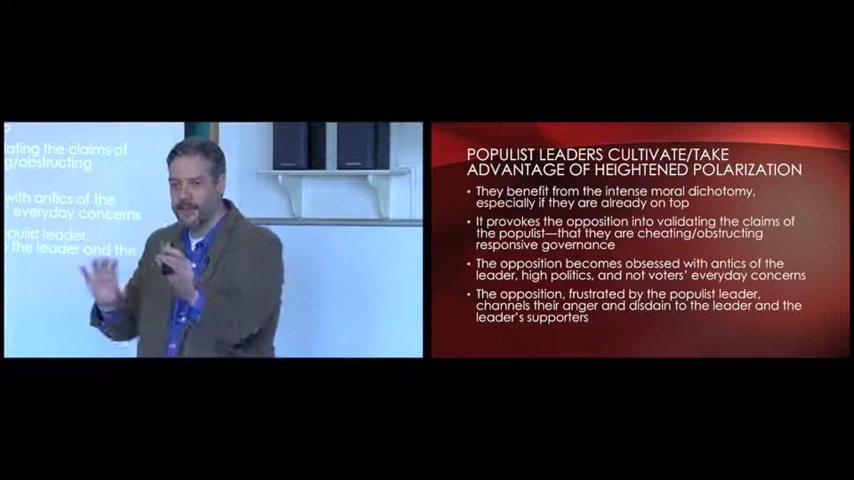 lating the claims of
g/obstructing
with antics of the
everyday concerns
pulist leader,
o the leader and the
POPULIST LEADERS CULTIVATE/TAKE
ADVANTAGE OF HEIGHTENED POLARIZATION
• They benefit from the intense moral dichotomy,
especially if they are already on top
• It provokes the opposition into validating the claims of
the populist—that they are cheating/obstructing
responsive governance
• The opposition becomes obsessed with antics of the
leader, high politics, and not voters' everyday concerns
• The opposition, frustrated by the populist leader,
channels their anger and disdain to the leader and the
leader's supporters